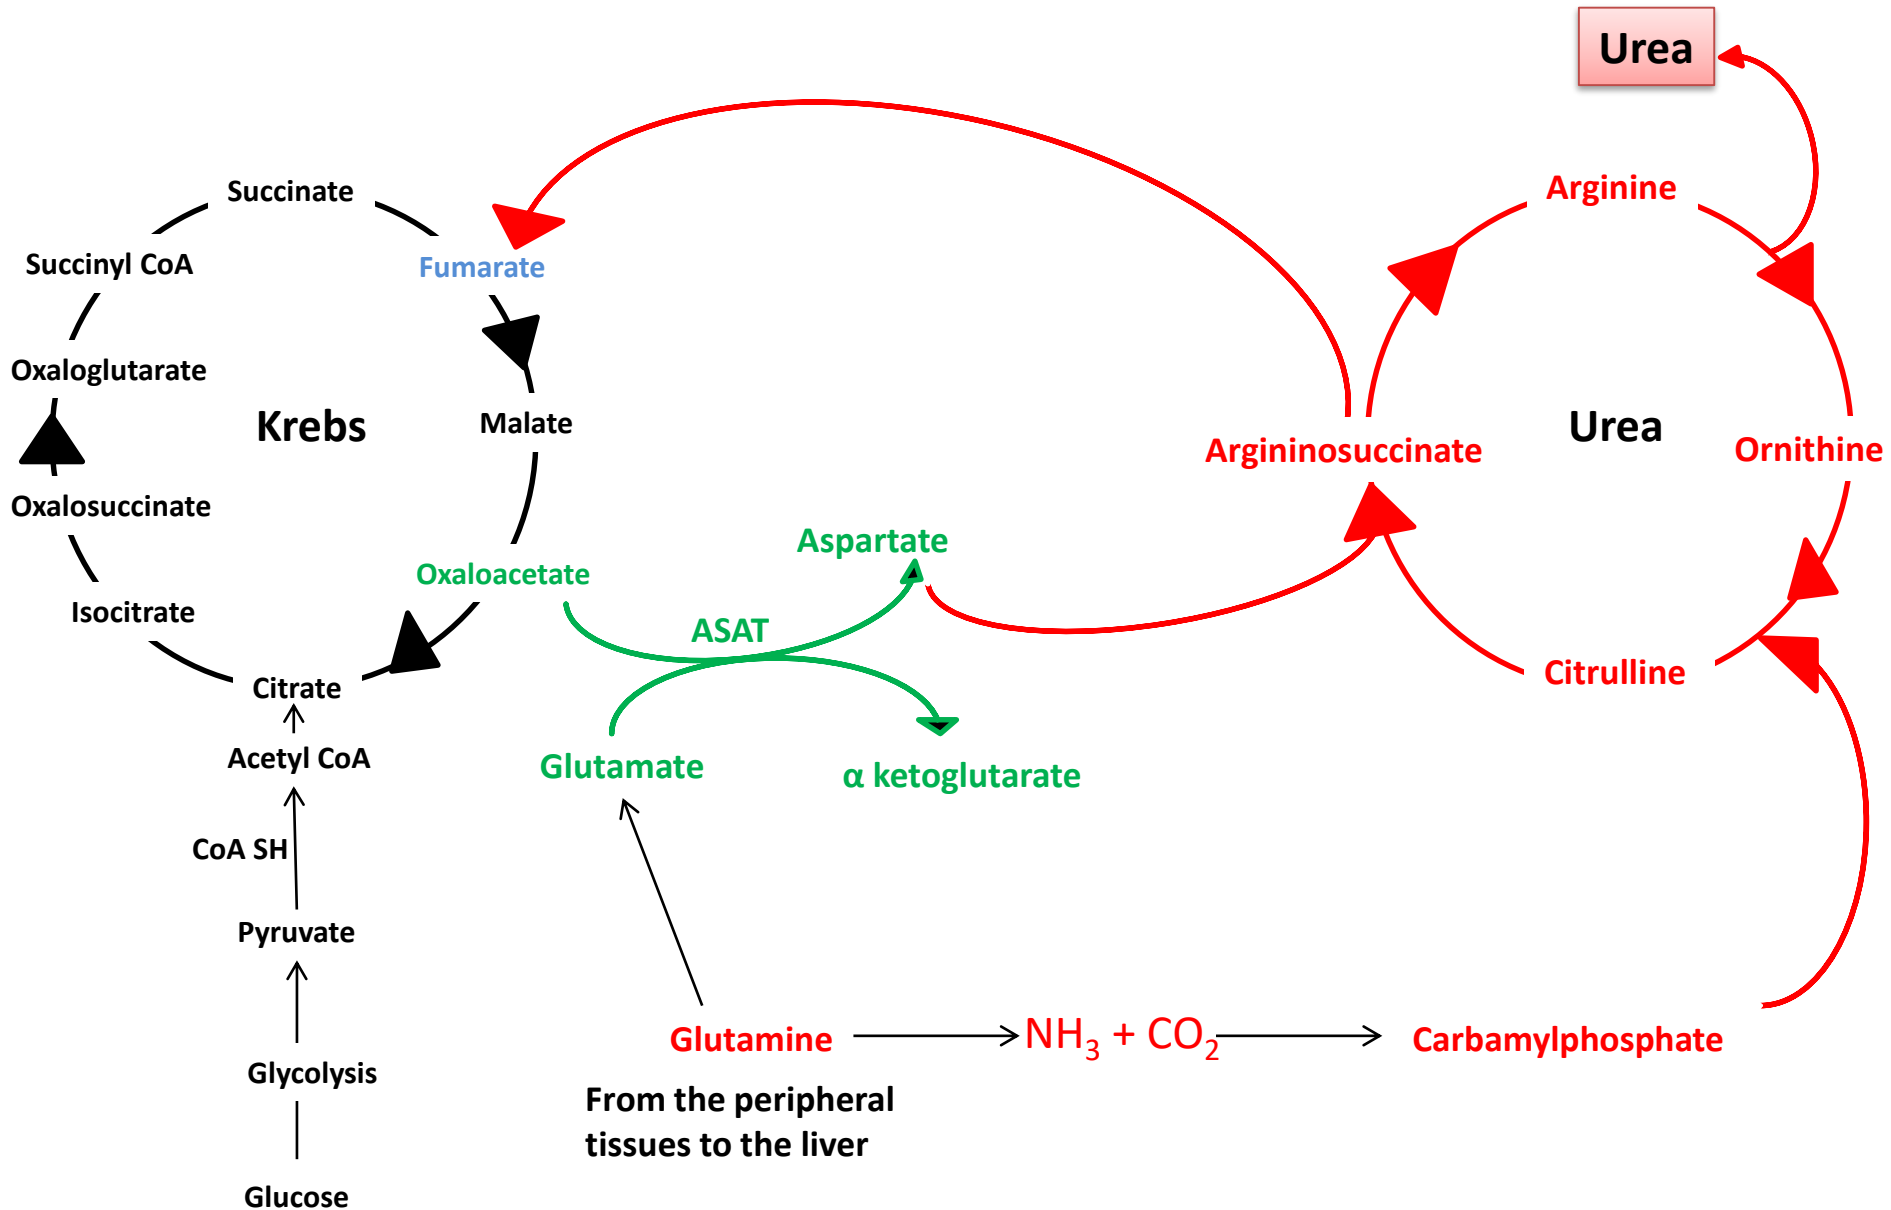 Urea
Succinate
Arginine
Succinyl CoA
Fumarate
Oxaloglutarate
Krebs
Malate
Urea
Argininosuccinate
Ornithine
Oxalosuccinate
Aspartate
Oxaloacetate
Isocitrate
ASAT
Citrulline
Citrate
Acetyl CoA
Glutamate
α ketoglutarate
CoA SH
Pyruvate
Glutamine
NH₃ + CO₂
Carbamylphosphate
Glycolysis
From the peripheral
tissues to the liver
Glucose